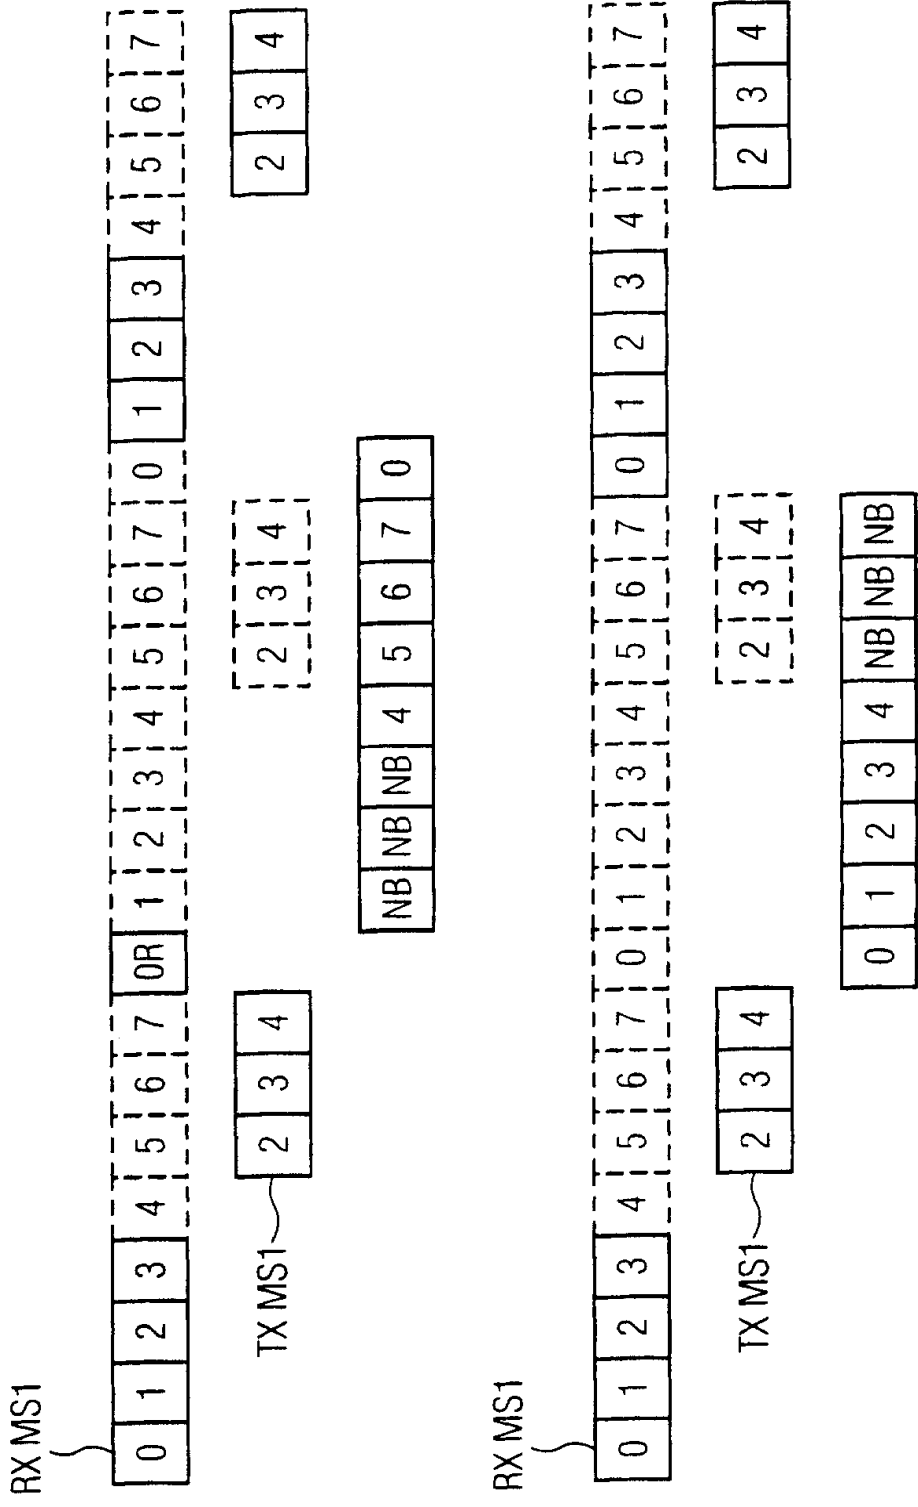 RX MS1
0 1 2 3 4 5 6 7 0R 1 2 3 4 5 6 7 0 1 2 3 4 5 6 7
TX MS1
2 3 4 2 3 4 2 3 4
NB NB NB 4 5 6 7 0
RX MS1
0 1 2 3 4 5 6 7 0 1 2 3 4 5 6 7 0 1 2 3 4 5 6 7
TX MS1
2 3 4 2 3 4 2 3 4
0 1 2 3 4 NB NB NB